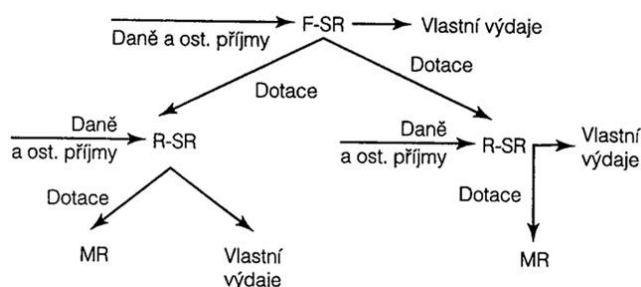 F-SR
Vlastní výdaje
Daně a ost. příjmy
Dotace
Dotace
Daně
a ost. příjmy
R-SR
Daně
a ost. příjmy
R-SR
Vlastní
výdaje
Dotace
Dotace
MR
Vlastní
výdaje
MR